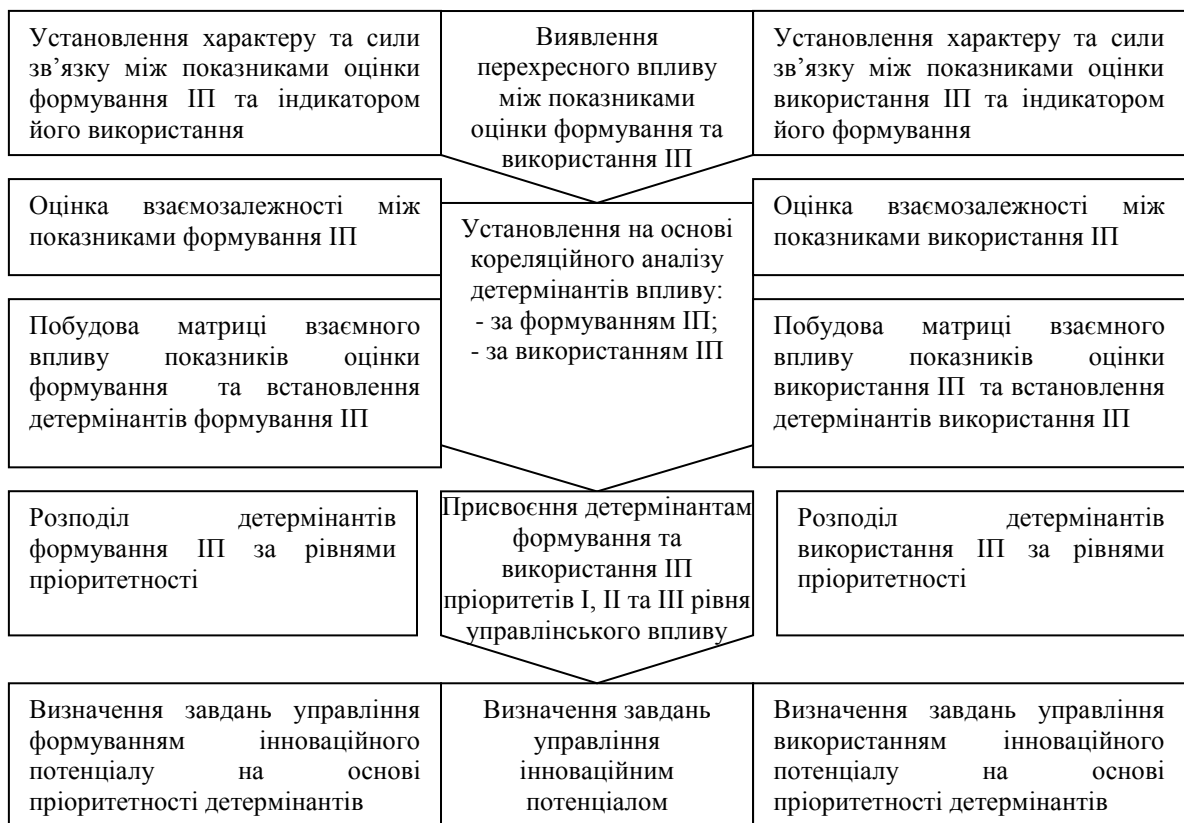 Установлення характеру та сили
зв’язку між показниками оцінки
формування ІП та індикатором
його використання
Виявлення
перехресного впливу
між показниками
оцінки формування та
використання ІП
Установлення характеру та сили
зв’язку між показниками оцінки
використання ІП та індикатором
його формування
Оцінка взаємозалежності між
показниками формування ІП
Установлення на основі
кореляційного аналізу
детермінантів впливу:
- за формуванням ІП;
- за використанням ІП
Оцінка взаємозалежності між
показниками використання ІП
Побудова матриці взаємного
впливу показників оцінки
формування та встановлення
детермінантів формування ІП
Побудова матриці взаємного
впливу показників оцінки
використання ІП та встановлення
детермінантів використання ІП
Розподіл детермінантів
формування ІП за рівнями
пріоритетності
Присвоєння детермінантам
формування та
використання ІП
пріоритетів І, ІІ та ІІІ рівня
управлінського впливу
Розподіл детермінантів
використання ІП за рівнями
пріоритетності
Визначення завдань управління
формуванням інноваційного
потенціалу на основі
пріоритетності детермінантів
Визначення завдань
управління
інноваційним
потенціалом
Визначення завдань управління
використанням інноваційного
потенціалу на основі
пріоритетності детермінантів